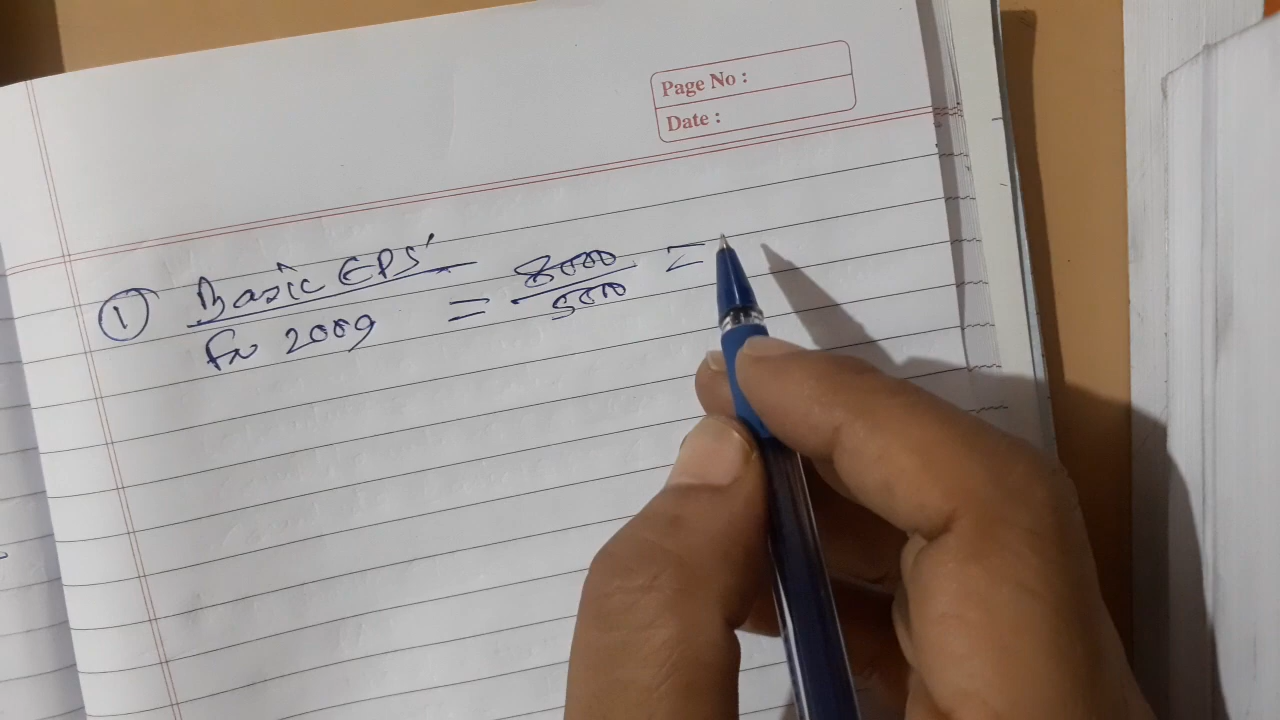 Page No :
Date :
① Basic EPS = 8000 =
For 2009 5000